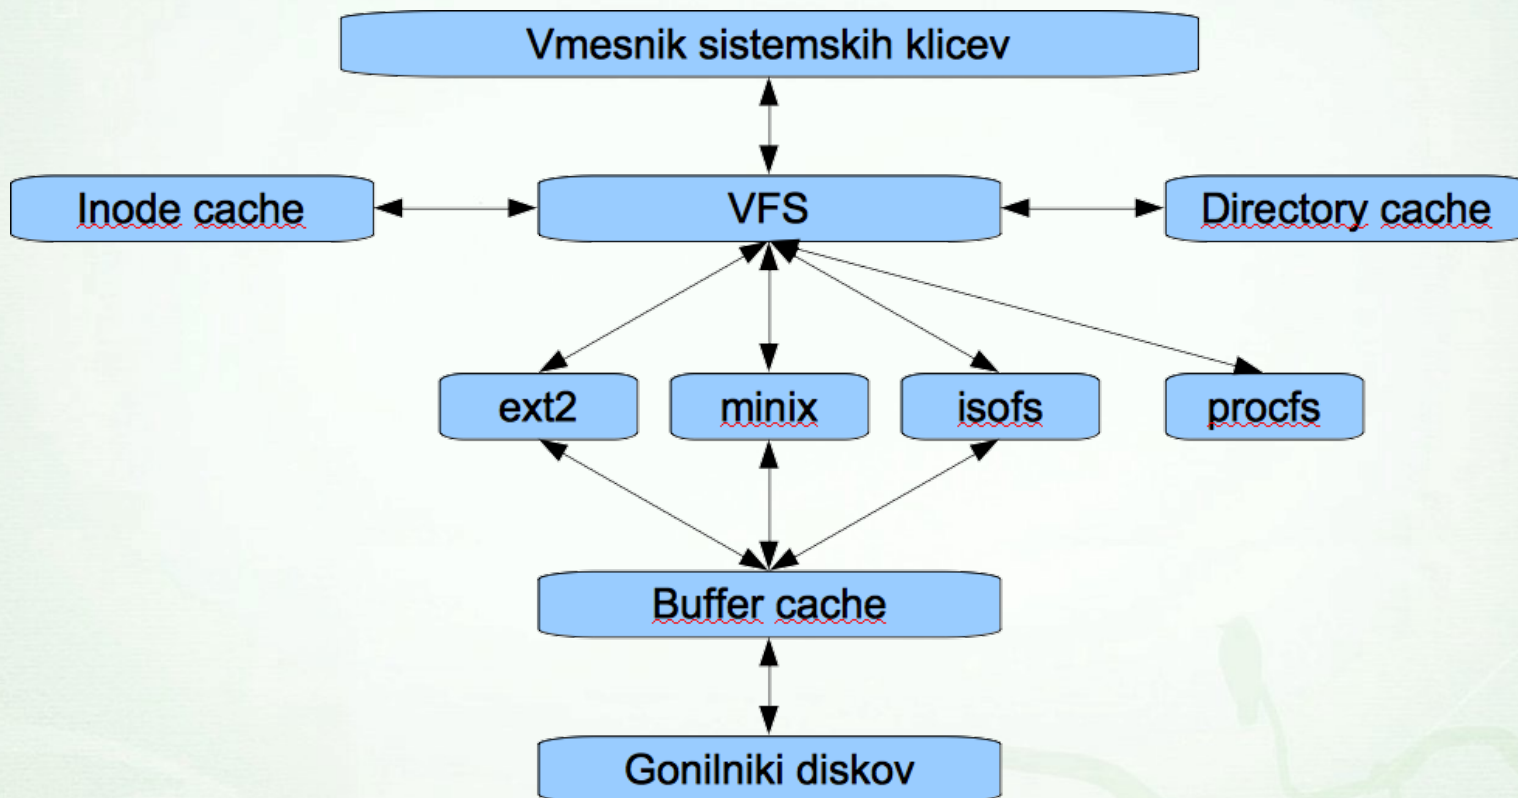 Vmesnik sistemskih klicev
Inode cache
VFS
Directory cache
ext2
minix
isofs
procfs
Buffer cache
Gonilniki diskov